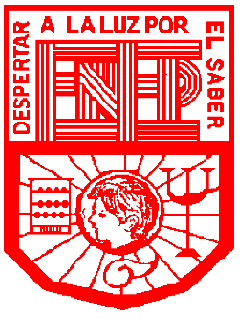 DESPERTAR A LA LUZ POR EL SABER
ENP